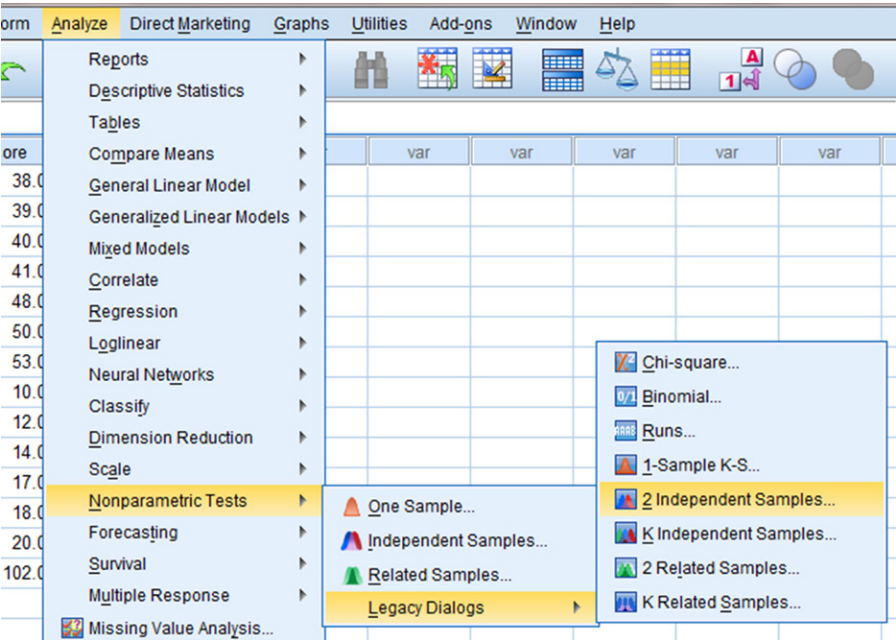 orm Analyze Direct Marketing Graphs Utilities Add-ons Window Help
Reports
Descriptive Statistics
Tables
Compare Means
General Linear Model
Generalized Linear Models
Mixed Models
Correlate
Regression
Loglinear
Neural Networks
Classify
Dimension Reduction
Scale
Nonparametric Tests
Forecasting
Survival
Multiple Response
Missing Value Analysis...
A
1
ore var var var var var
38.0
39.0
40.0
41.0
48.0
50.0
53.0
10.0
12.0
14.0
17.0
18.0
20.0
102.0
One Sample...
Independent Samples...
Related Samples...
Legacy Dialogs
Chi-square...
0/1 Binomial...
AAAB Runs...
1-Sample K-S...
2 Independent Samples...
K Independent Samples...
2 Related Samples...
K Related Samples...